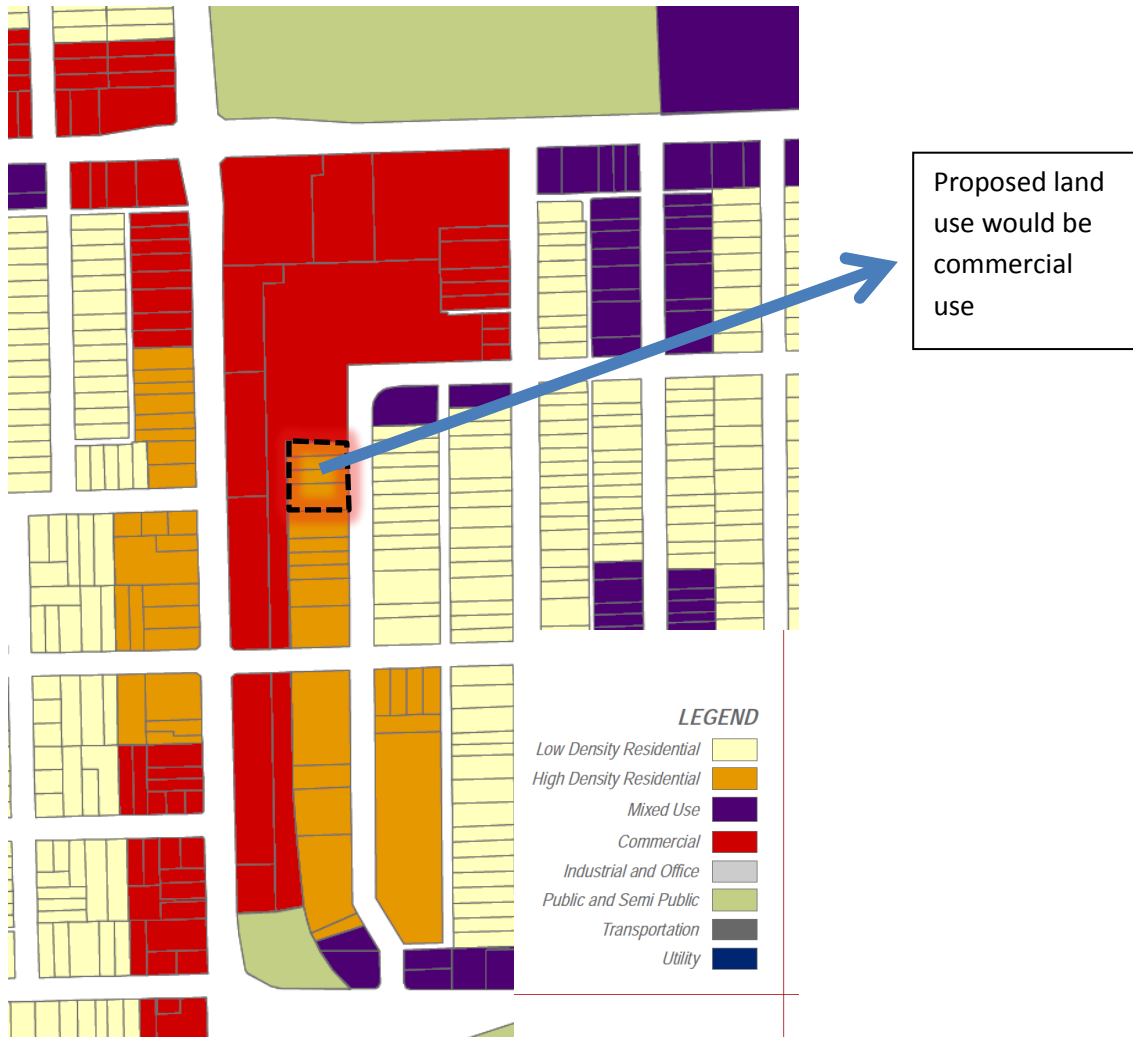 Proposed land
use would be
commercial
use
LEGEND
Low Density Residential
High Density Residential
Mixed Use
Commercial
Industrial and Office
Public and Semi Public
Transportation
Utility